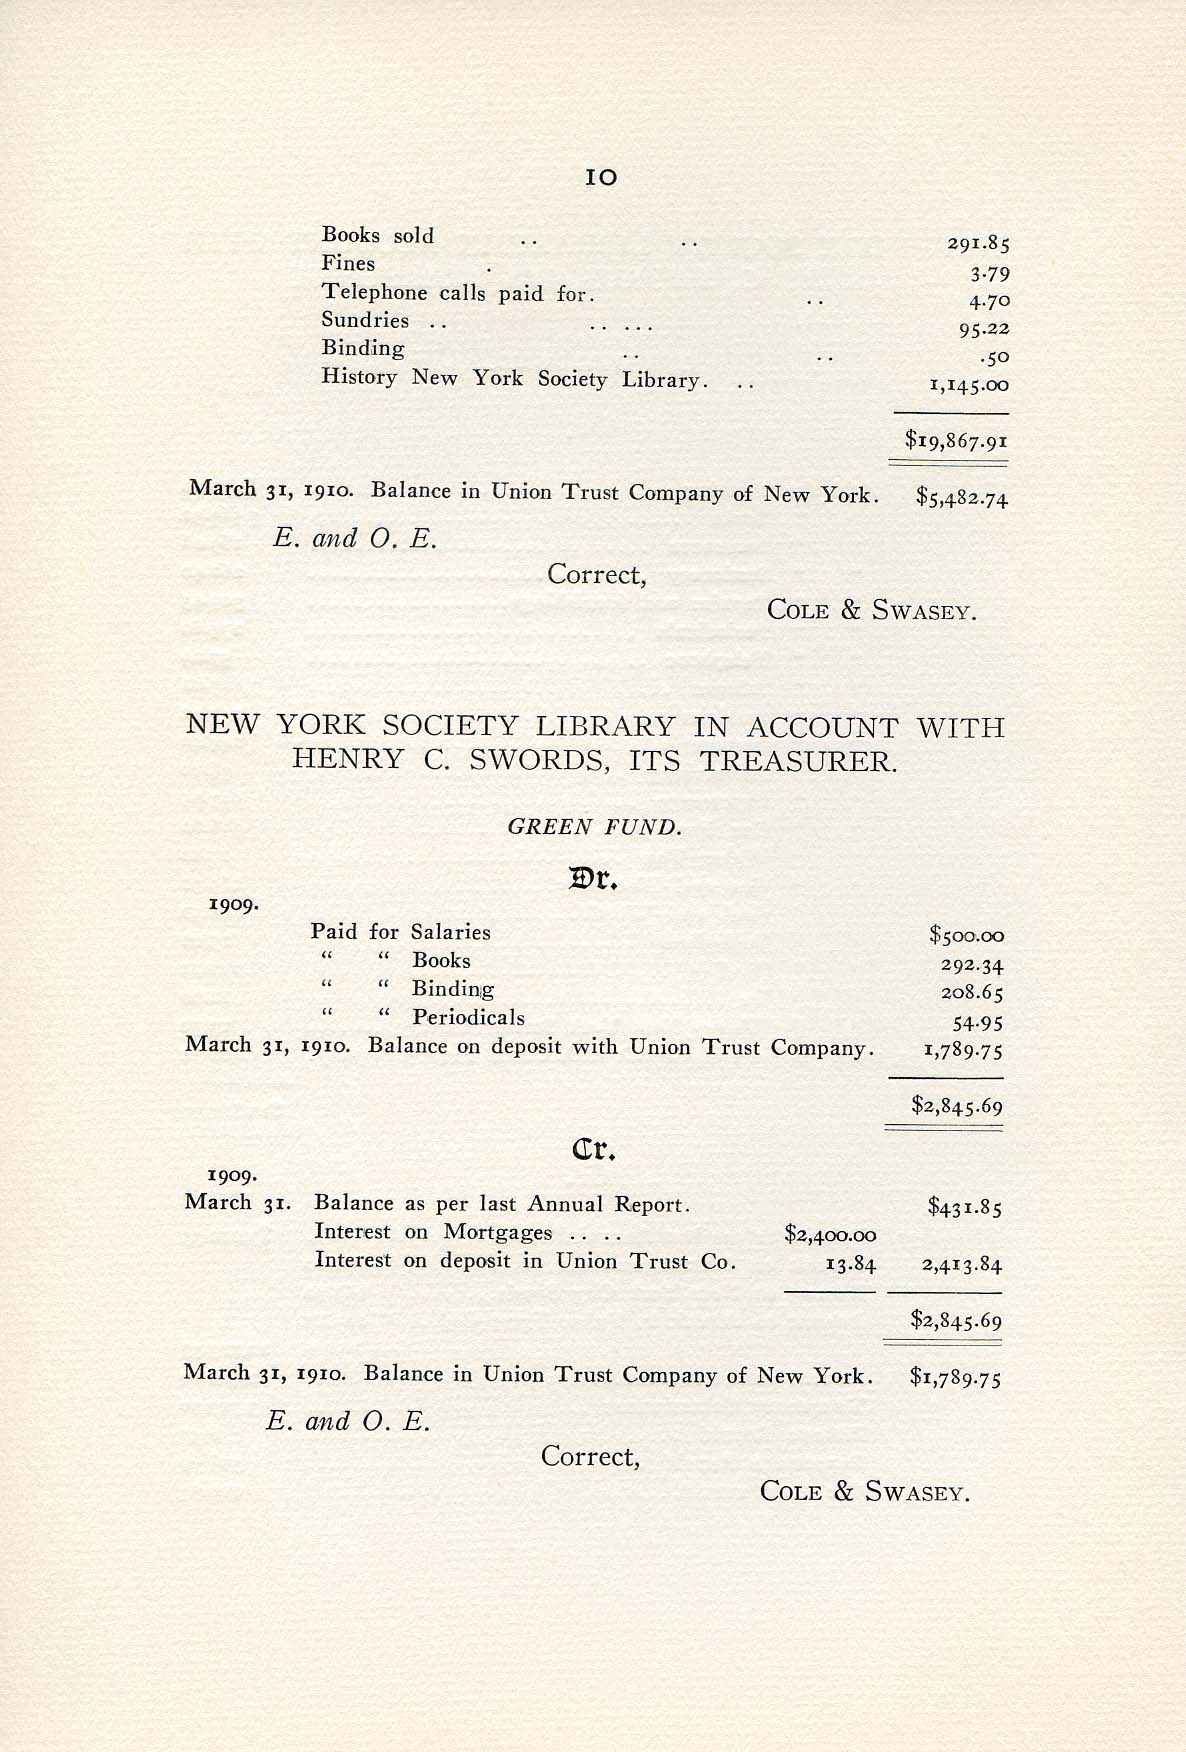 10
Books sold .. .. 291.85
Fines . 3.79
Telephone calls paid for. .. 4.70
Sundries .. .. ... 95.22
Binding .. .. .50
History New York Society Library. .. 1,145.00
$19,867.91
March 31, 1910. Balance in Union Trust Company of New York. $5,482.74
E. and O. E.
Correct,
COLE & SWASEY.
NEW YORK SOCIETY LIBRARY IN ACCOUNT WITH
HENRY C. SWORDS, ITS TREASURER.
GREEN FUND.
Dr.
1909.
Paid for Salaries $500.00
“ “ Books 292.34
“ “ Binding 208.65
“ “ Periodicals 54.95
March 31, 1910. Balance on deposit with Union Trust Company. 1,789.75
$2,845.69
Cr.
1909.
March 31. Balance as per last Annual Report. $431.85
Interest on Mortgages .. .. $2,400.00
Interest on deposit in Union Trust Co. 13.84 2,413.84
$2,845.69
March 31, 1910. Balance in Union Trust Company of New York. $1,789.75
E. and O. E.
Correct,
COLE & SWASEY.